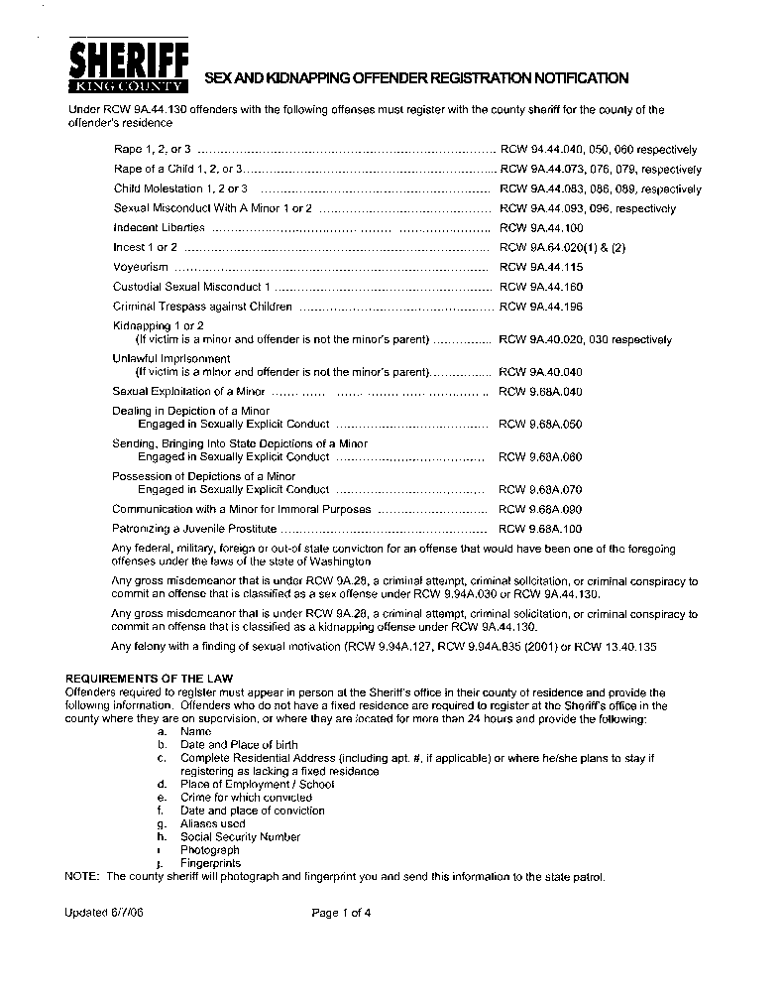 SHERIFF
KING COUNTY
SEX AND KIDNAPPING OFFENDER REGISTRATION NOTIFICATION
Under RCW 9A.44.130 offenders with the following offenses must register with the county sheriff for the county of the
offender's residence
Rape 1, 2, or 3 ........................................................................... RCW 94.44.040, 050, 060 respectively
Rape of a Child 1, 2, or 3................................................................ RCW 9A.44.073, 076, 079, respectively
Child Molestation 1, 2 or 3 ........................................................... RCW 9A.44.083, 086, 089, respectively
Sexual Misconduct With A Minor 1 or 2 ............................................ RCW 9A.44.093, 096, respectively
Indecent Liberties ....................................................................... RCW 9A.44.100
Incest 1 or 2 .............................................................................. RCW 9A.64.020(1) & (2)
Voyeurism ................................................................................. RCW 9A.44.115
Custodial Sexual Misconduct 1 ........................................................ RCW 9A.44.160
Criminal Trespass against Children .................................................. RCW 9A.44.196
Kidnapping 1 or 2
(If victim is a minor and offender is not the minor's parent) ............... RCW 9A.40.020, 030 respectively
Unlawful Imprisonment
(If victim is a minor and offender is not the minor's parent)................ RCW 9A.40.040
Sexual Exploitation of a Minor ........................................................ RCW 9.68A.040
Dealing in Depiction of a Minor
Engaged in Sexually Explicit Conduct ........................................ RCW 9.68A.050
Sending, Bringing Into State Depictions of a Minor
Engaged in Sexually Explicit Conduct ....................................... RCW 9.68A.060
Possession of Depictions of a Minor
Engaged in Sexually Explicit Conduct ....................................... RCW 9.68A.070
Communication with a Minor for Immoral Purposes ............................ RCW 9.68A.090
Patronizing a Juvenile Prostitute ...................................................... RCW 9.68A.100
Any federal, military, foreign or out-of state conviction for an offense that would have been one of the foregoing
offenses under the laws of the state of Washington
Any gross misdemeanor that is under RCW 9A.28, a criminal attempt, criminal solicitation, or criminal conspiracy to
commit an offense that is classified as a sex offense under RCW 9.94A.030 or RCW 9A.44.130.
Any gross misdemeanor that is under RCW 9A.28, a criminal attempt, criminal solicitation, or criminal conspiracy to
commit an offense that is classified as a kidnapping offense under RCW 9A.44.130.
Any felony with a finding of sexual motivation (RCW 9.94A.127, RCW 9.94A.835 (2001) or RCW 13.40.135
REQUIREMENTS OF THE LAW
Offenders required to register must appear in person at the Sheriff's office in their county of residence and provide the
following information. Offenders who do not have a fixed residence are required to register at the Sheriff's office in the
county where they are on supervision, or where they are located for more than 24 hours and provide the following:
a. Name
b. Date and Place of birth
c. Complete Residential Address (including apt. #, if applicable) or where he/she plans to stay if
registering as lacking a fixed residence
d. Place of Employment / School
e. Crime for which convicted
f. Date and place of conviction
g. Aliases used
h. Social Security Number
i Photograph
j. Fingerprints
NOTE: The county sheriff will photograph and fingerprint you and send this information to the state patrol.
Updated 6/7/06 Page 1 of 4